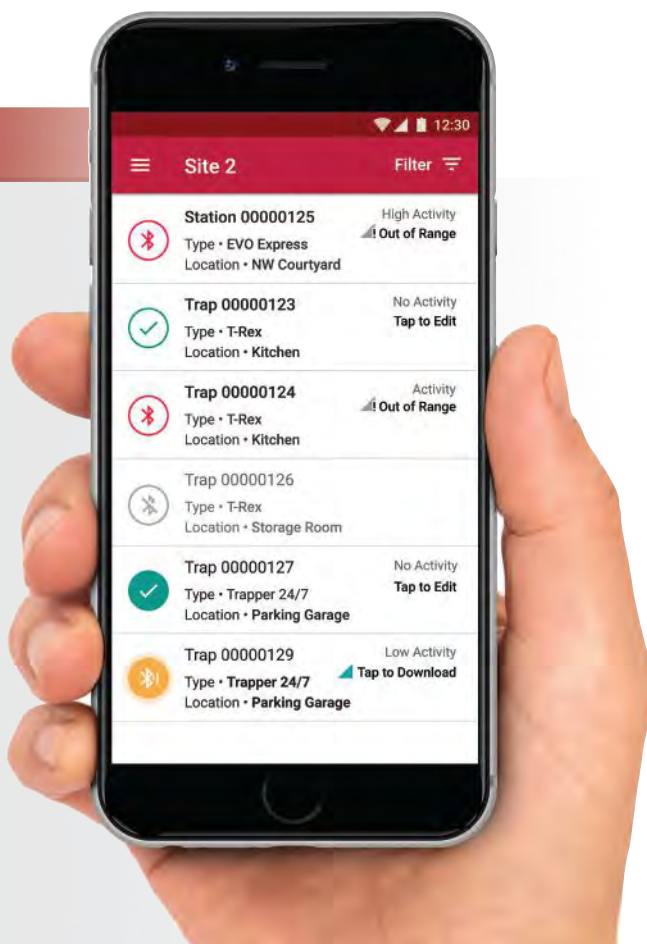 12:30
Site 2 Filter
Station 00000125 High Activity
! Out of Range
Type • EVO Express
Location • NW Courtyard
Trap 00000123 No Activity
Tap to Edit
Type • T-Rex
Location • Kitchen
Trap 00000124 Activity
! Out of Range
Type • T-Rex
Location • Kitchen
Trap 00000126
Type • T-Rex
Location • Storage Room
Trap 00000127 No Activity
Tap to Edit
Type • Trapper 24/7
Location • Parking Garage
Trap 00000129 Low Activity
Tap to Download
Type • Trapper 24/7
Location • Parking Garage